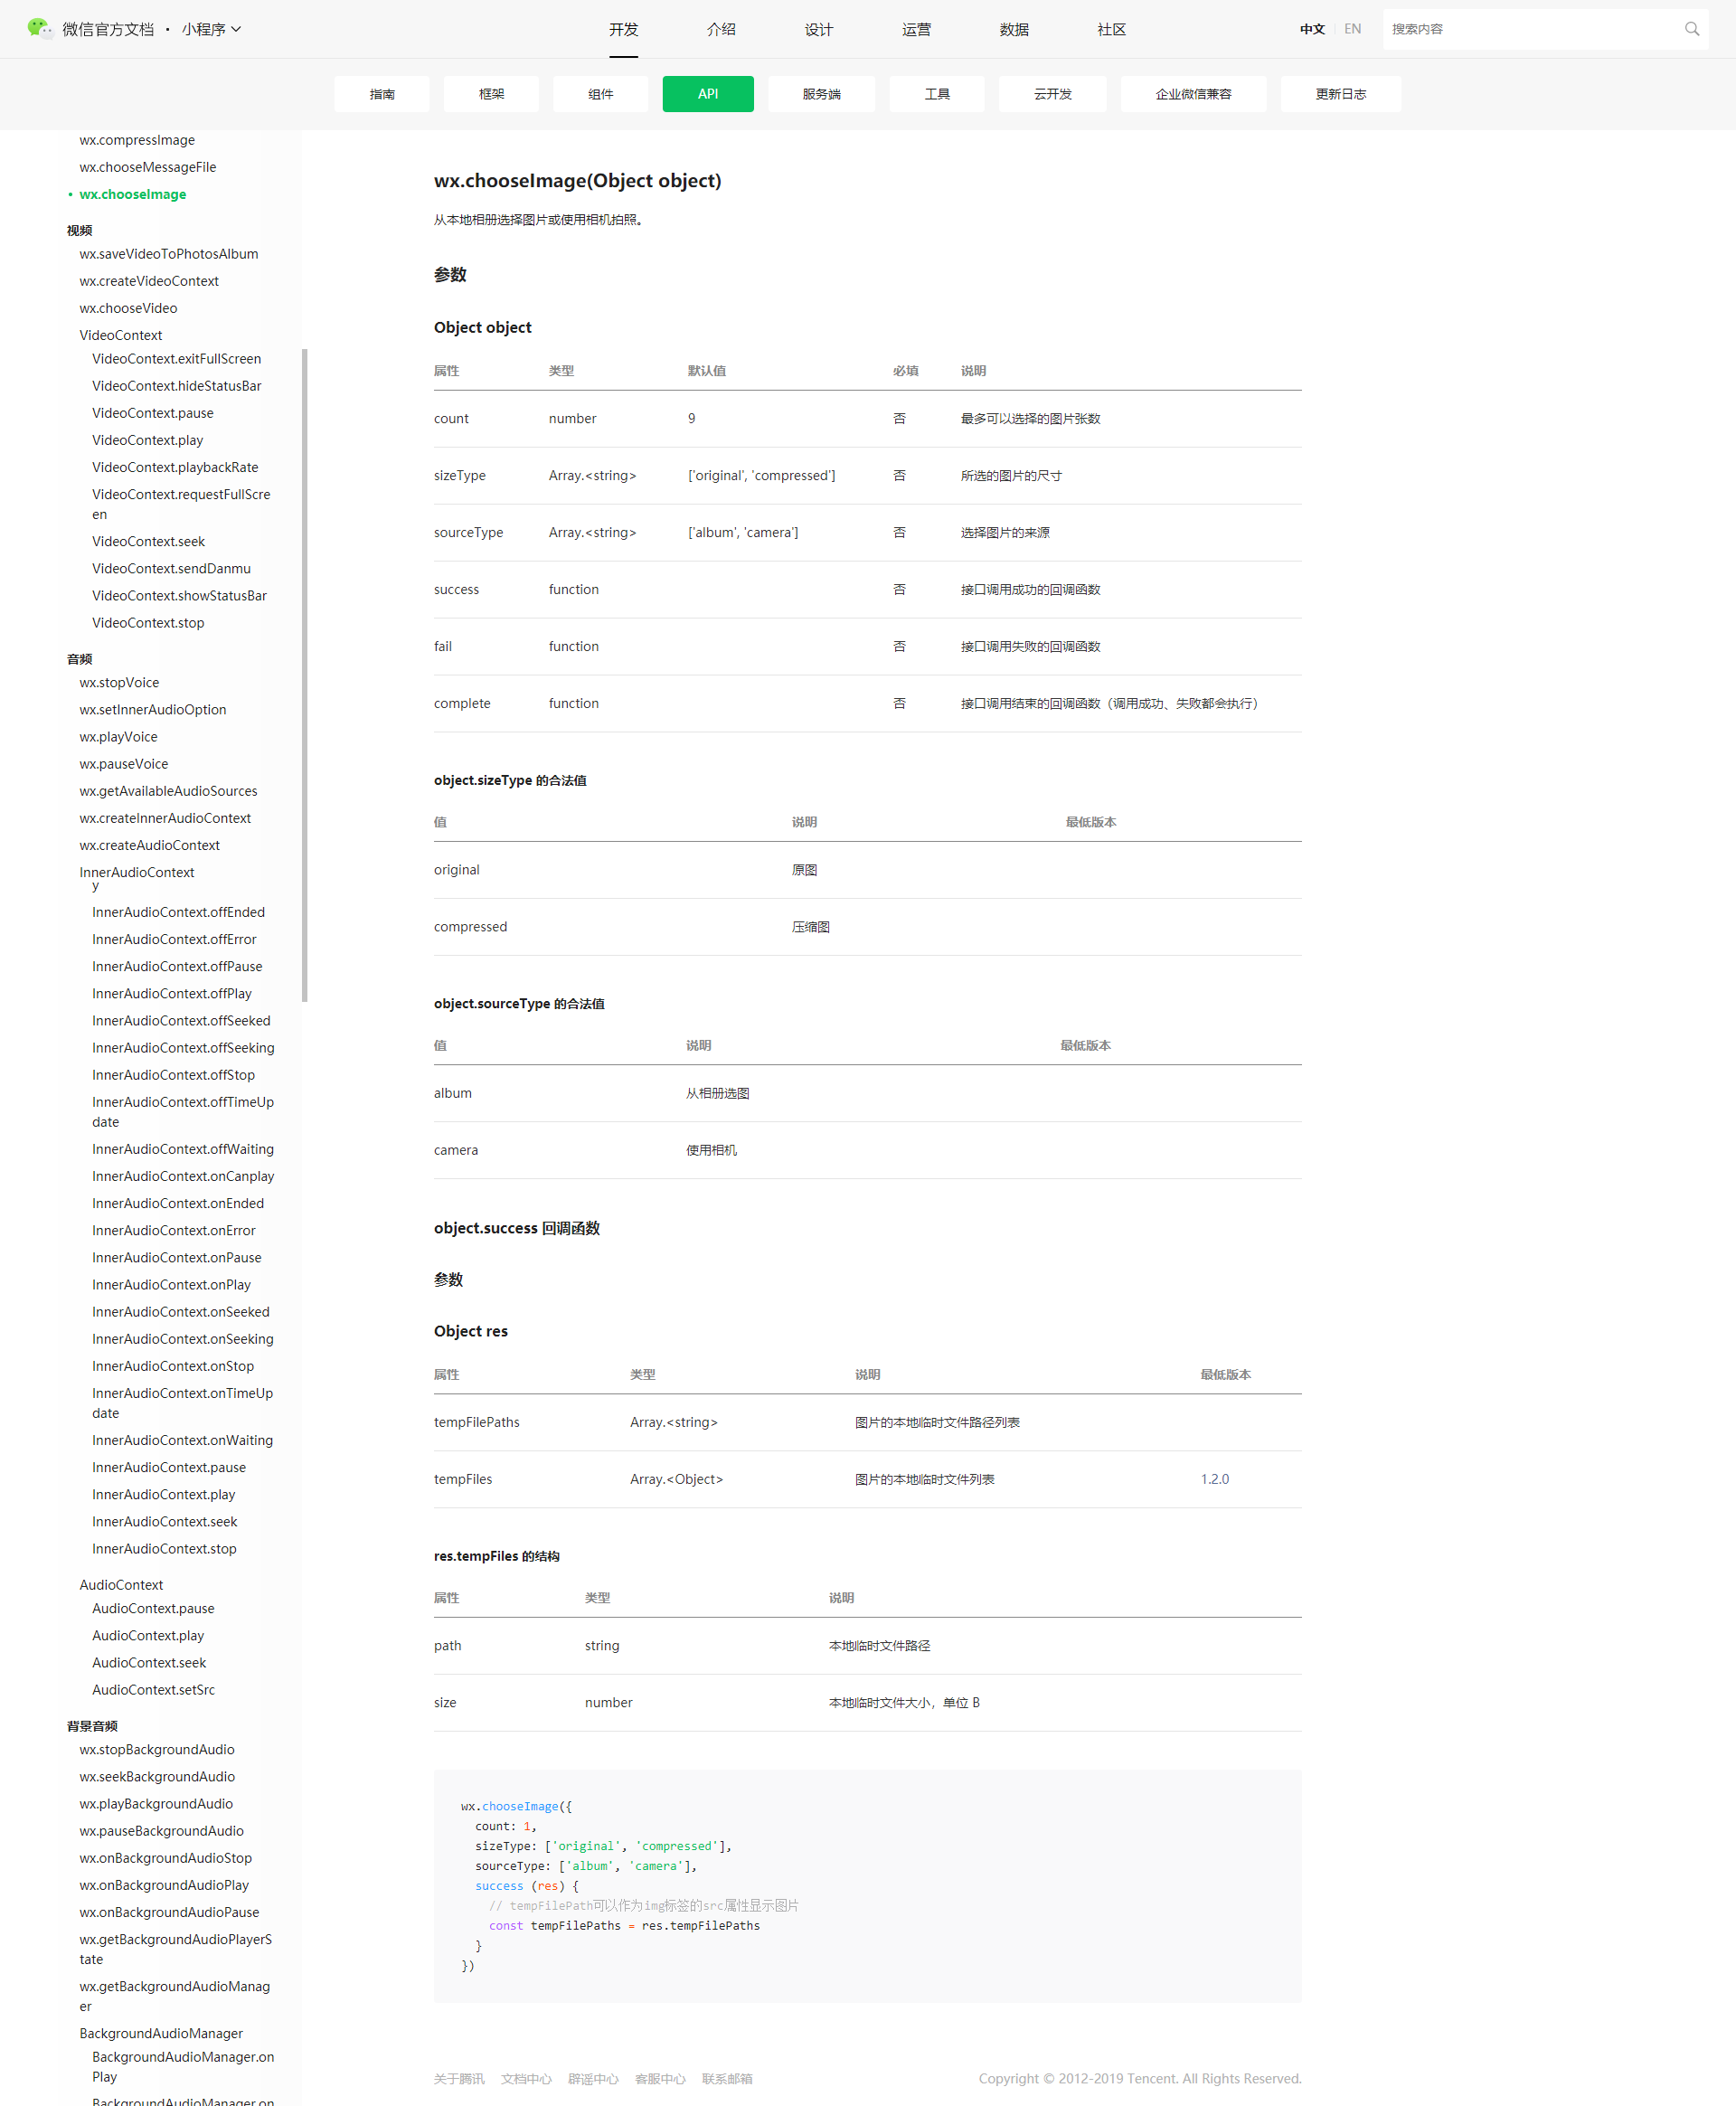 微信官方文档 · 小程序
开发 介绍 设计 运营 数据 社区
中文 EN
搜索内容
指南 框架 组件 API 服务端 工具 云开发 企业微信兼容 更新日志
wx.compressImage
wx.chooseMessageFile
• wx.chooseImage
视频
wx.saveVideoToPhotosAlbum
wx.createVideoContext
wx.chooseVideo
VideoContext
VideoContext.exitFullScreen
VideoContext.hideStatusBar
VideoContext.pause
VideoContext.play
VideoContext.playbackRate
VideoContext.requestFullScre
en
VideoContext.seek
VideoContext.sendDanmu
VideoContext.showStatusBar
VideoContext.stop
音频
wx.stopVoice
wx.setInnerAudioOption
wx.playVoice
wx.pauseVoice
wx.getAvailableAudioSources
wx.createInnerAudioContext
wx.createAudioContext
InnerAudioContext
y
InnerAudioContext.offEnded
InnerAudioContext.offError
InnerAudioContext.offPause
InnerAudioContext.offPlay
InnerAudioContext.offSeeked
InnerAudioContext.offSeeking
InnerAudioContext.offStop
InnerAudioContext.offTimeUp
date
InnerAudioContext.offWaiting
InnerAudioContext.onCanplay
InnerAudioContext.onEnded
InnerAudioContext.onError
InnerAudioContext.onPause
InnerAudioContext.onPlay
InnerAudioContext.onSeeked
InnerAudioContext.onSeeking
InnerAudioContext.onStop
InnerAudioContext.onTimeUp
date
InnerAudioContext.onWaiting
InnerAudioContext.pause
InnerAudioContext.play
InnerAudioContext.seek
InnerAudioContext.stop
AudioContext
AudioContext.pause
AudioContext.play
AudioContext.seek
AudioContext.setSrc
背景音频
wx.stopBackgroundAudio
wx.seekBackgroundAudio
wx.playBackgroundAudio
wx.pauseBackgroundAudio
wx.onBackgroundAudioStop
wx.onBackgroundAudioPlay
wx.onBackgroundAudioPause
wx.getBackgroundAudioPlayerS
tate
wx.getBackgroundAudioManag
er
BackgroundAudioManager
BackgroundAudioManager.on
Play
BackgroundAudioManager.on
wx.chooseImage(Object object)
从本地相册选择图片或使用相机拍照。
参数
Object object
属性 类型 默认值 必填 说明
count number 9 否 最多可以选择的图片张数
sizeType Array.<string> ['original', 'compressed'] 否 所选的图片的尺寸
sourceType Array.<string> ['album', 'camera'] 否 选择图片的来源
success function 否 接口调用成功的回调函数
fail function 否 接口调用失败的回调函数
complete function 否 接口调用结束的回调函数（调用成功、失败都会执行）
object.sizeType 的合法值
值 说明 最低版本
original 原图
compressed 压缩图
object.sourceType 的合法值
值 说明 最低版本
album 从相册选图
camera 使用相机
object.success 回调函数
参数
Object res
属性 类型 说明 最低版本
tempFilePaths Array.<string> 图片的本地临时文件路径列表
tempFiles Array.<Object> 图片的本地临时文件列表 1.2.0
res.tempFiles 的结构
属性 类型 说明
path string 本地临时文件路径
size number 本地临时文件大小，单位 B
wx.chooseImage({
count: 1,
sizeType: ['original', 'compressed'],
sourceType: ['album', 'camera'],
success (res) {
// tempFilePath可以作为img标签的src属性显示图片
const tempFilePaths = res.tempFilePaths
}
})
关于腾讯 文档中心 辟谣中心 客服中心 联系邮箱
Copyright © 2012-2019 Tencent. All Rights Reserved.